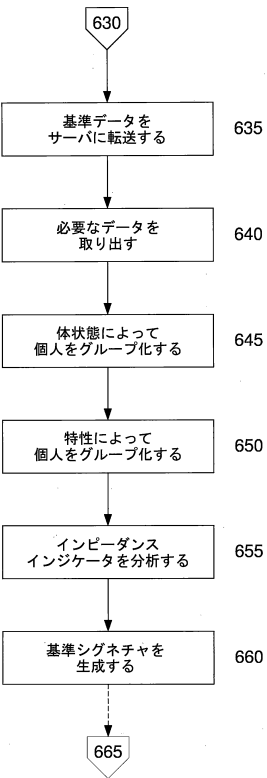 630
基準データを
サーバに転送する
635
必要なデータを
取り出す
640
体状態によって
個人をグループ化する
645
特性によって
個人をグループ化する
650
インピーダンス
インジケータを分析する
655
基準シグネチャを
生成する
660
665